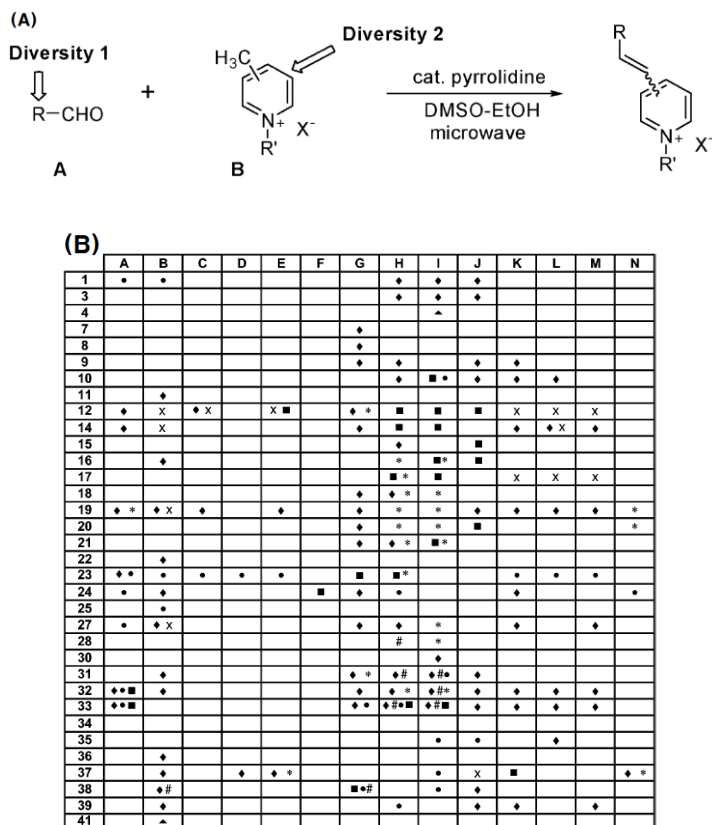 (A)
Diversity 1
R–CHO
A
+
Diversity 2
H₃C
N⁺
R'
X⁻
B
cat. pyrrolidine
DMSO-EtOH
microwave
R
N⁺
R'
X⁻
(B)
A B C D E F G H I J K L M N
1 • • ♦ ♦ ♦
3 ♦ ♦ ♦
4 ▲
7 ♦
8 ♦
9 ♦ ♦ ♦ ♦
10 ♦ ■ • ♦ ♦ ♦
11 ♦
12 ♦ x ♦ x x ■ ♦ * ■ ■ ■ x x x
14 ♦ x ♦ ■ ■ ♦ ♦ x ♦
15 ♦ ■
16 ♦ * ■* ■
17 ■ * ■ x x x
18 ♦ ♦ * *
19 ♦ * ♦ x ♦ ♦ ♦ * * ♦ ♦ ♦ ♦ *
20 ♦ * * ■ *
21 ♦ ♦ * ■*
22 ♦
23 ♦ • • • • • ■ ■* • • •
24 • ♦ ■ ♦ • ♦ •
25 •
27 • ♦ x ♦ ♦ * ♦ ♦
28 # *
30 ♦
31 ♦ ♦ * ♦# ♦#• ♦
32 ♦•■ ♦ ♦ ♦ * ♦#* ♦ ♦ ♦ ♦
33 ♦•■ ♦ • ♦#•■ ♦#■ ♦ ♦ ♦ ♦
34
35 • • ♦
36 ♦
37 ♦ ♦ ♦ * • x ■ ♦ *
38 ♦# ■•# • ♦
39 ♦ • ♦ ♦ ♦
41 ▲